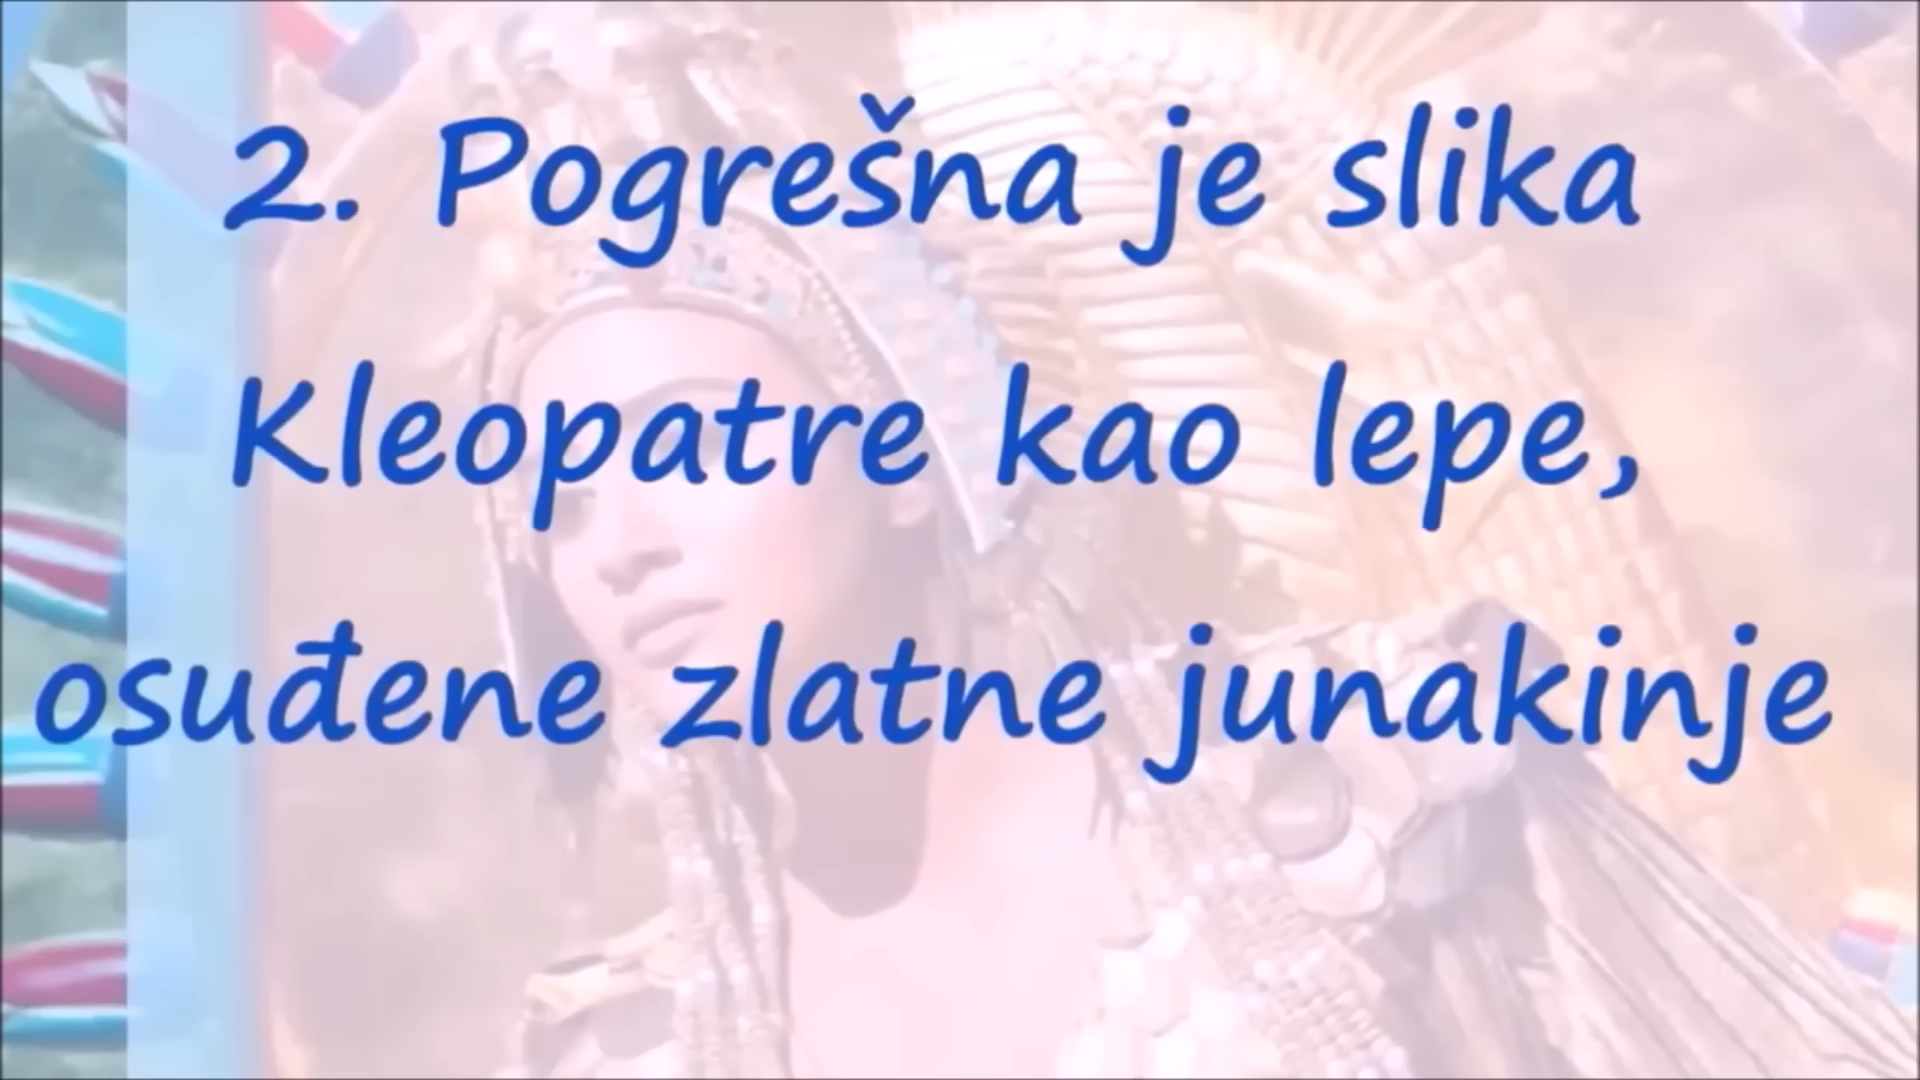 2. Pogrešna je slika
Kleopatre kao lepe,
osuđene zlatne junakinje